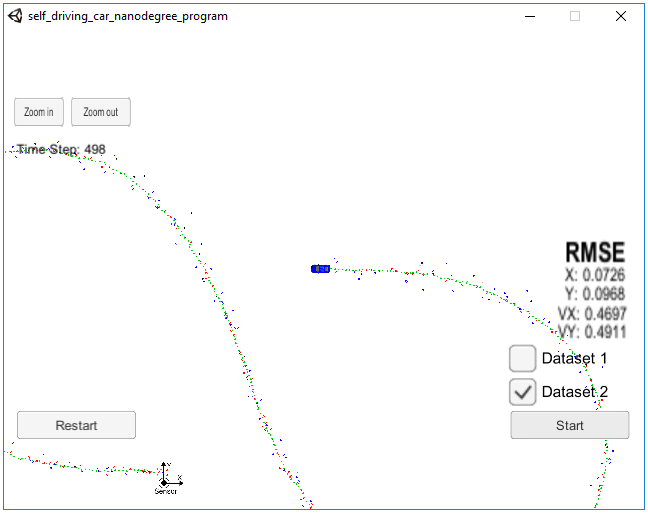 self_driving_car_nanodegree_program
Zoom in
Zoom out
Time Step: 498
RMSE
X: 0.0726
Y: 0.0968
VX: 0.4697
VY: 0.4911
Dataset 1
Dataset 2
Restart
Start
Y
X
Sensor